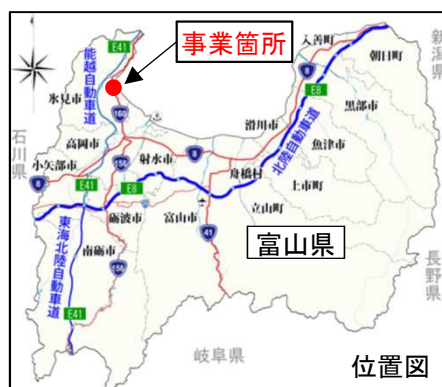 事業箇所
能越自動車道
E41
入善町
朝日町
新潟県
8
E8
氷見市
160
黒部市
滑川市
魚津市
北陸自動車道
高岡市
石川県
小矢部市
射水市
8
舟橋村
上市町
8
156
E41
E8
立山町
砺波市
富山市
富山県
41
南砺市
156
東海北陸自動車道
長野県
E41
岐阜県
位置図